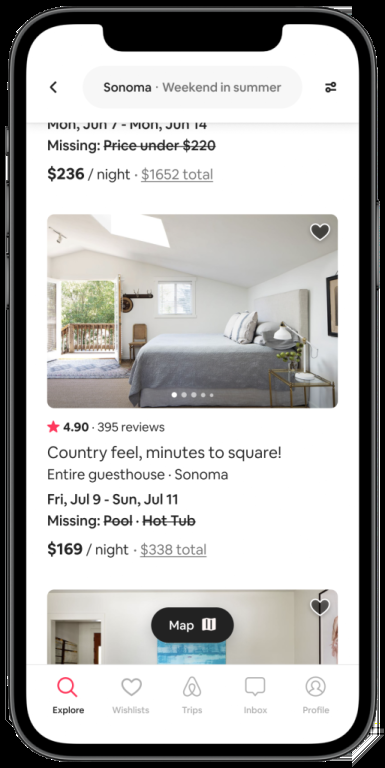 Sonoma · Weekend in summer
Mon, Jun 7 - Mon, Jun 14
Missing: Price under $220
$236 / night · $1652 total
4.90 · 395 reviews
Country feel, minutes to square!
Entire guesthouse · Sonoma
Fri, Jul 9 - Sun, Jul 11
Missing: Pool · Hot Tub
$169 / night · $338 total
Map
Explore Wishlists Trips Inbox Profile